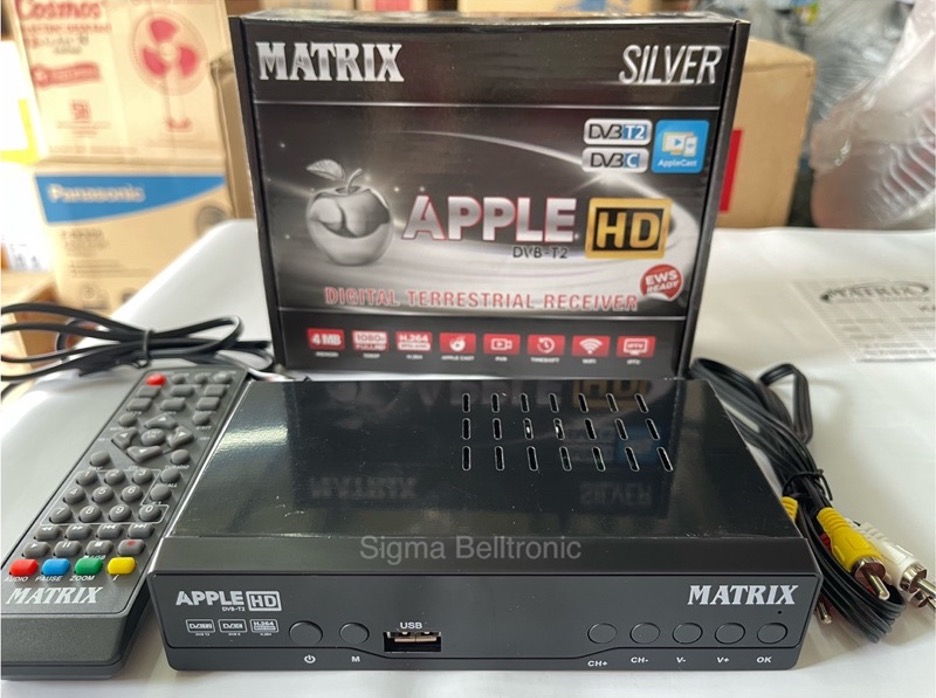 Cosmos
Panasonic
MATRIX
SILVER
DVB T2
DVB C
AppleCast
APPLE HD
DVB-T2
EWS
READY
DIGITAL TERRESTRIAL RECEIVER
4 MB
1080p
H.264
APPLE CAST
PVR
TIMESHIFT
WIFI
IPTV
MATRIX
Sigma Belltronic
APPLE HD
DVB-T2
H.264
USB
MATRIX
M
CH+
CH-
V-
V+
OK
AUDIO
PAUSE
ZOOM
i
MATRIX